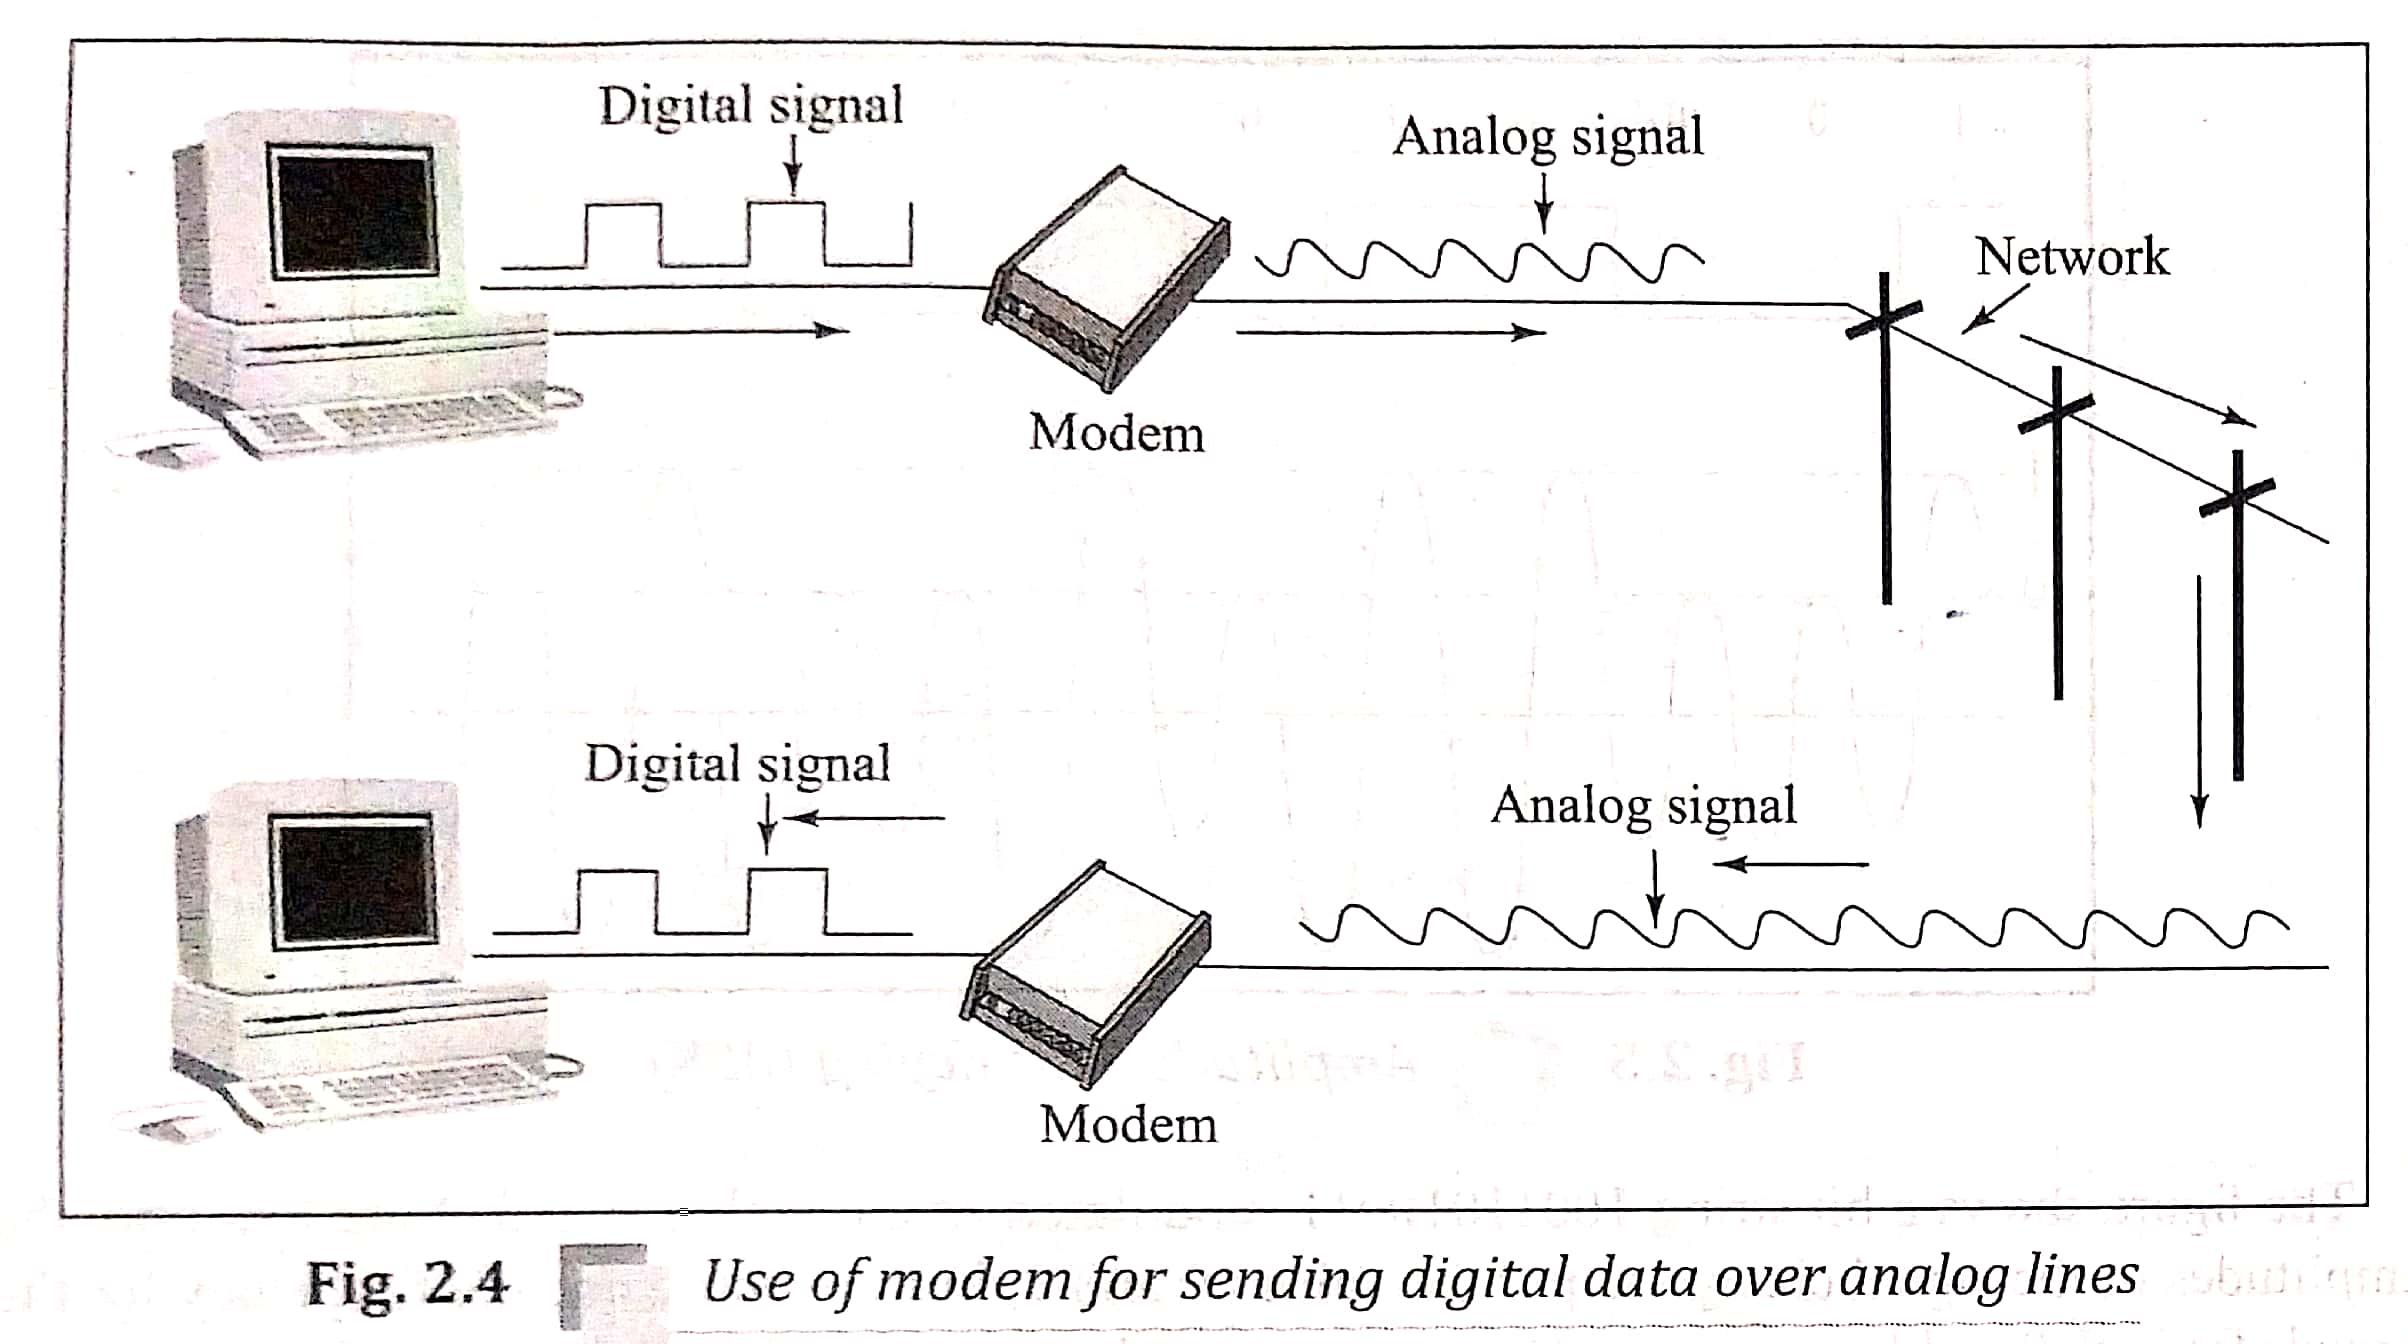 Digital signal
Analog signal
Network
Modem
Digital signal
Analog signal
Modem
Fig. 2.4 Use of modem for sending digital data over analog lines